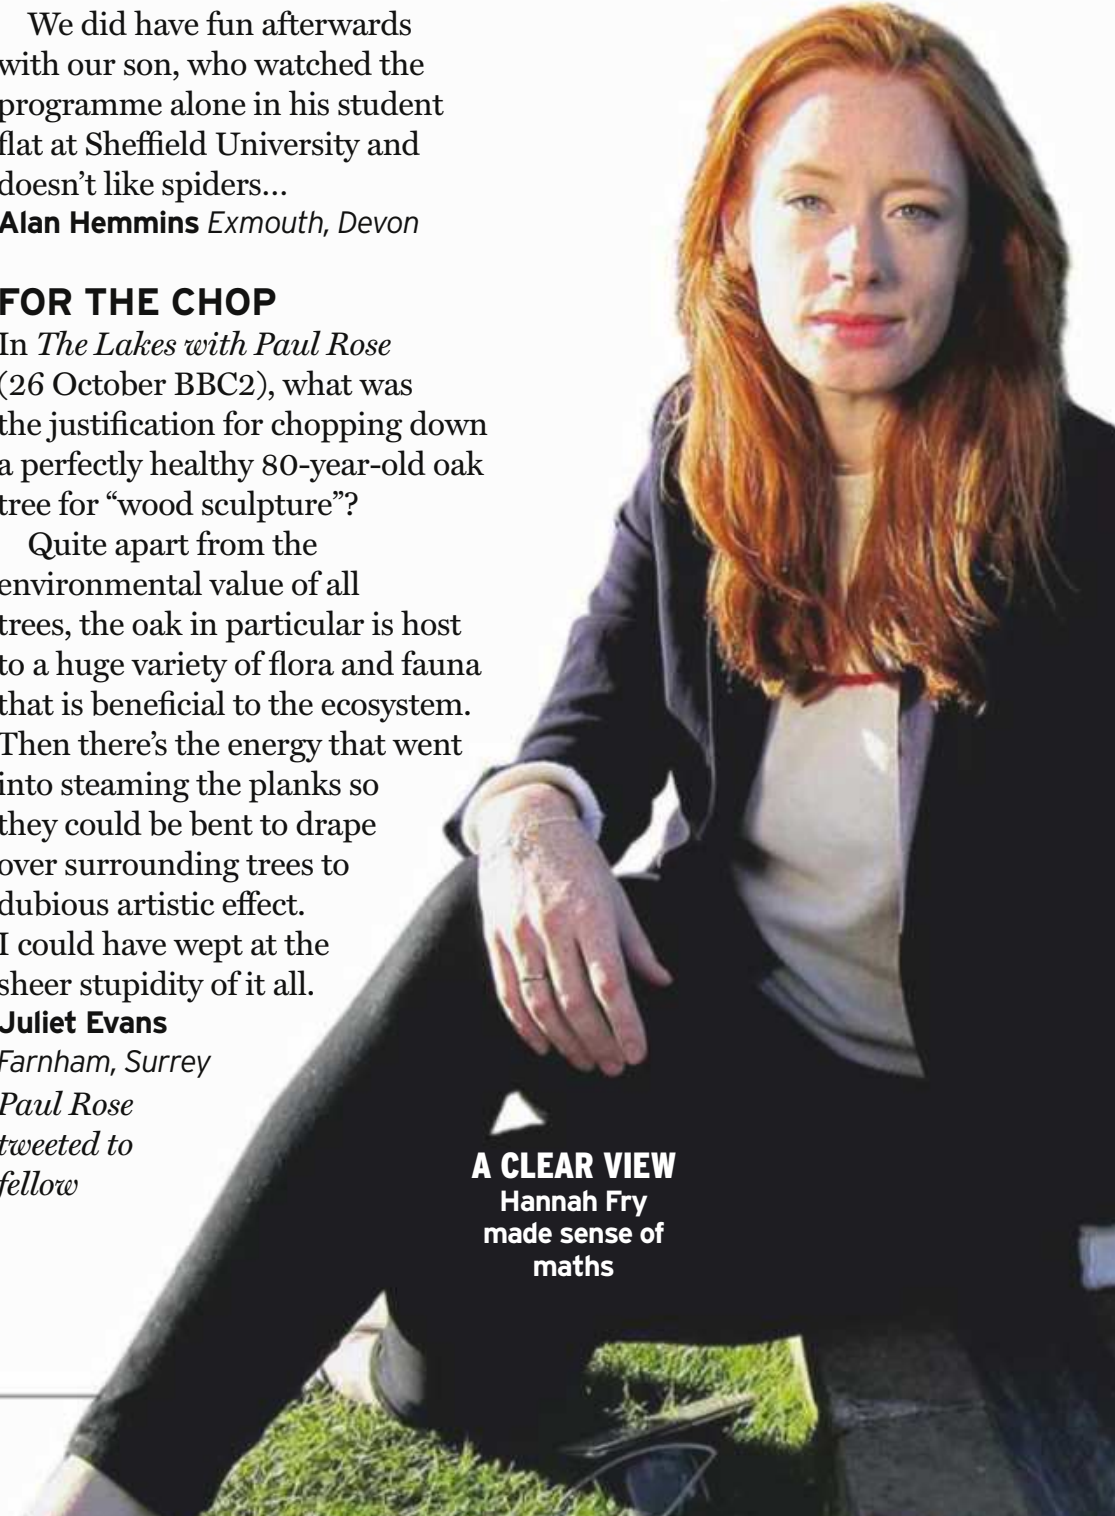 We did have fun afterwards
with our son, who watched the
programme alone in his student
flat at Sheffield University and
doesn’t like spiders...
Alan Hemmins Exmouth, Devon
FOR THE CHOP
In The Lakes with Paul Rose
(26 October BBC2), what was
the justification for chopping down
a perfectly healthy 80-year-old oak
tree for “wood sculpture”?
Quite apart from the
environmental value of all
trees, the oak in particular is host
to a huge variety of flora and fauna
that is beneficial to the ecosystem.
Then there’s the energy that went
into steaming the planks so
they could be bent to drape
over surrounding trees to
dubious artistic effect.
I could have wept at the
sheer stupidity of it all.
Juliet Evans
Farnham, Surrey
Paul Rose
tweeted to
fellow
A CLEAR VIEW
Hannah Fry
made sense of
maths